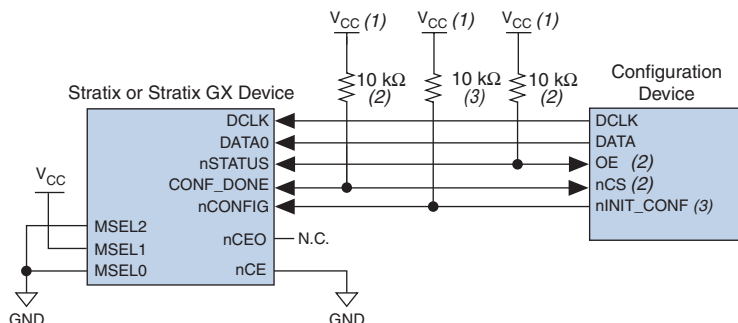 V_CC (1) V_CC (1) V_CC (1)
10 kΩ (2)
10 kΩ (3)
10 kΩ (2)
Stratix or Stratix GX Device
Configuration
Device
DCLK
DATA0
nSTATUS
CONF_DONE
nCONFIG
nCEO
N.C.
nCE
V_CC
MSEL2
MSEL1
MSEL0
GND
GND
DCLK
DATA
OE (2)
nCS (2)
nINIT_CONF (3)